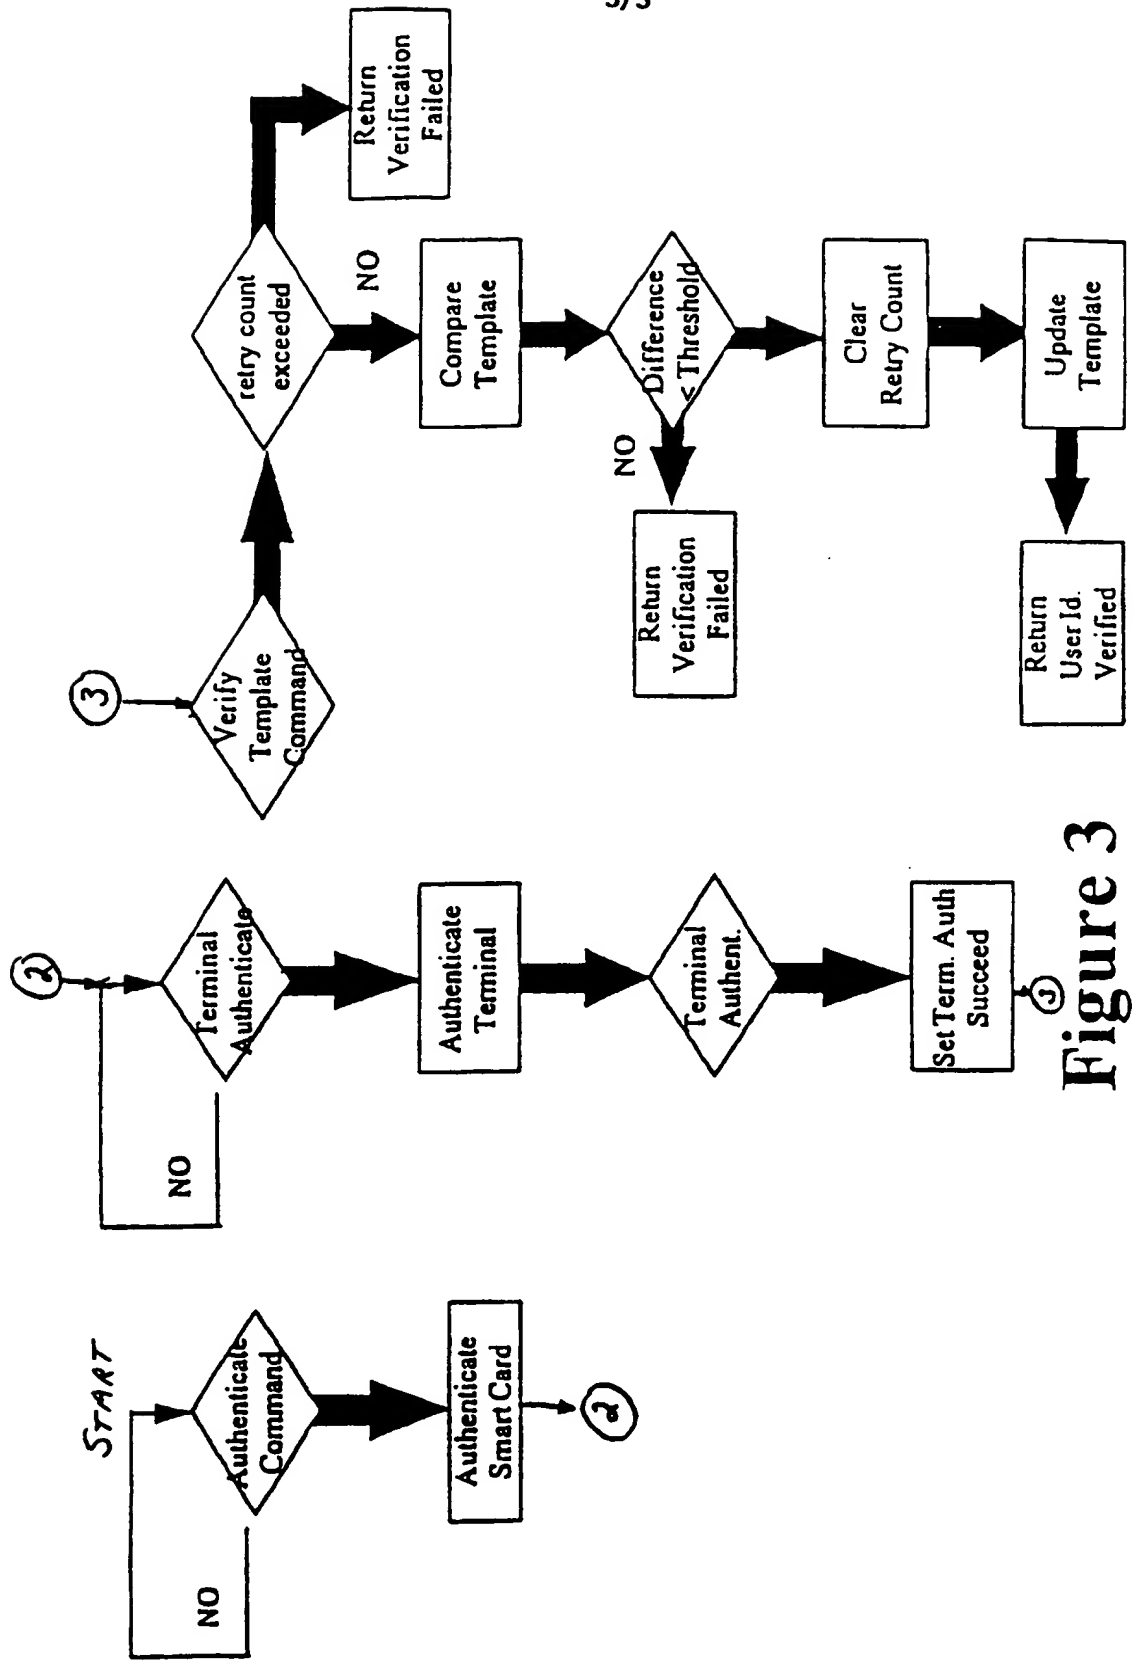 3/3
START
NO
Authenticate
Command
Authenticate
Smart Card
2
2
NO
Terminal
Authenticate
Authenticate
Terminal
Terminal
Authent.
Set Term. Auth
Succeed
3
3
Verify
Template
Command
retry count
exceeded
Return
Verification
Failed
NO
Compare
Template
Difference
< Threshold
NO
Return
Verification
Failed
Clear
Retry Count
Update
Template
Return
User Id.
Verified
Figure 3